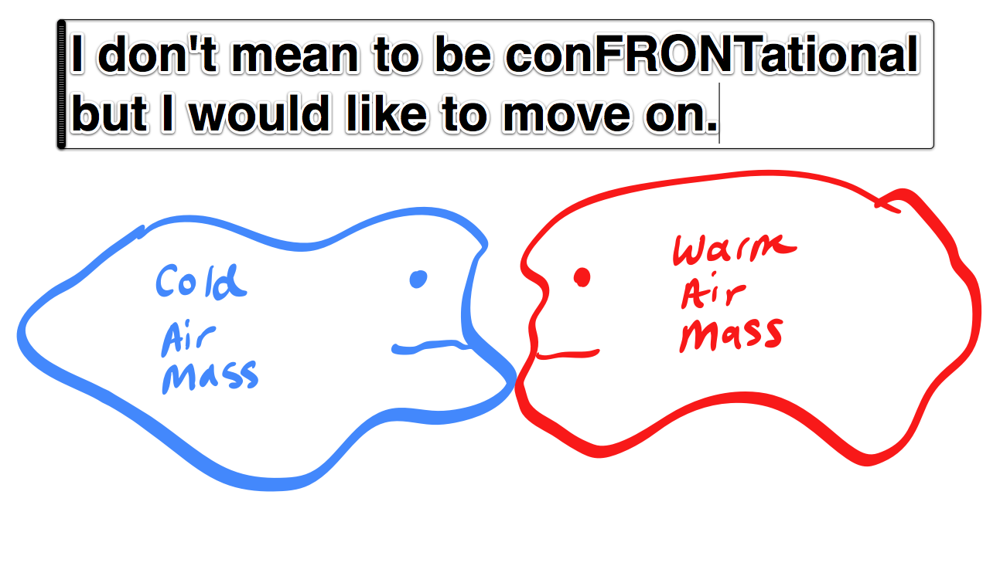 I don't mean to be conFRONTational
but I would like to move on.
Cold
Air
Mass
Warm
Air
Mass